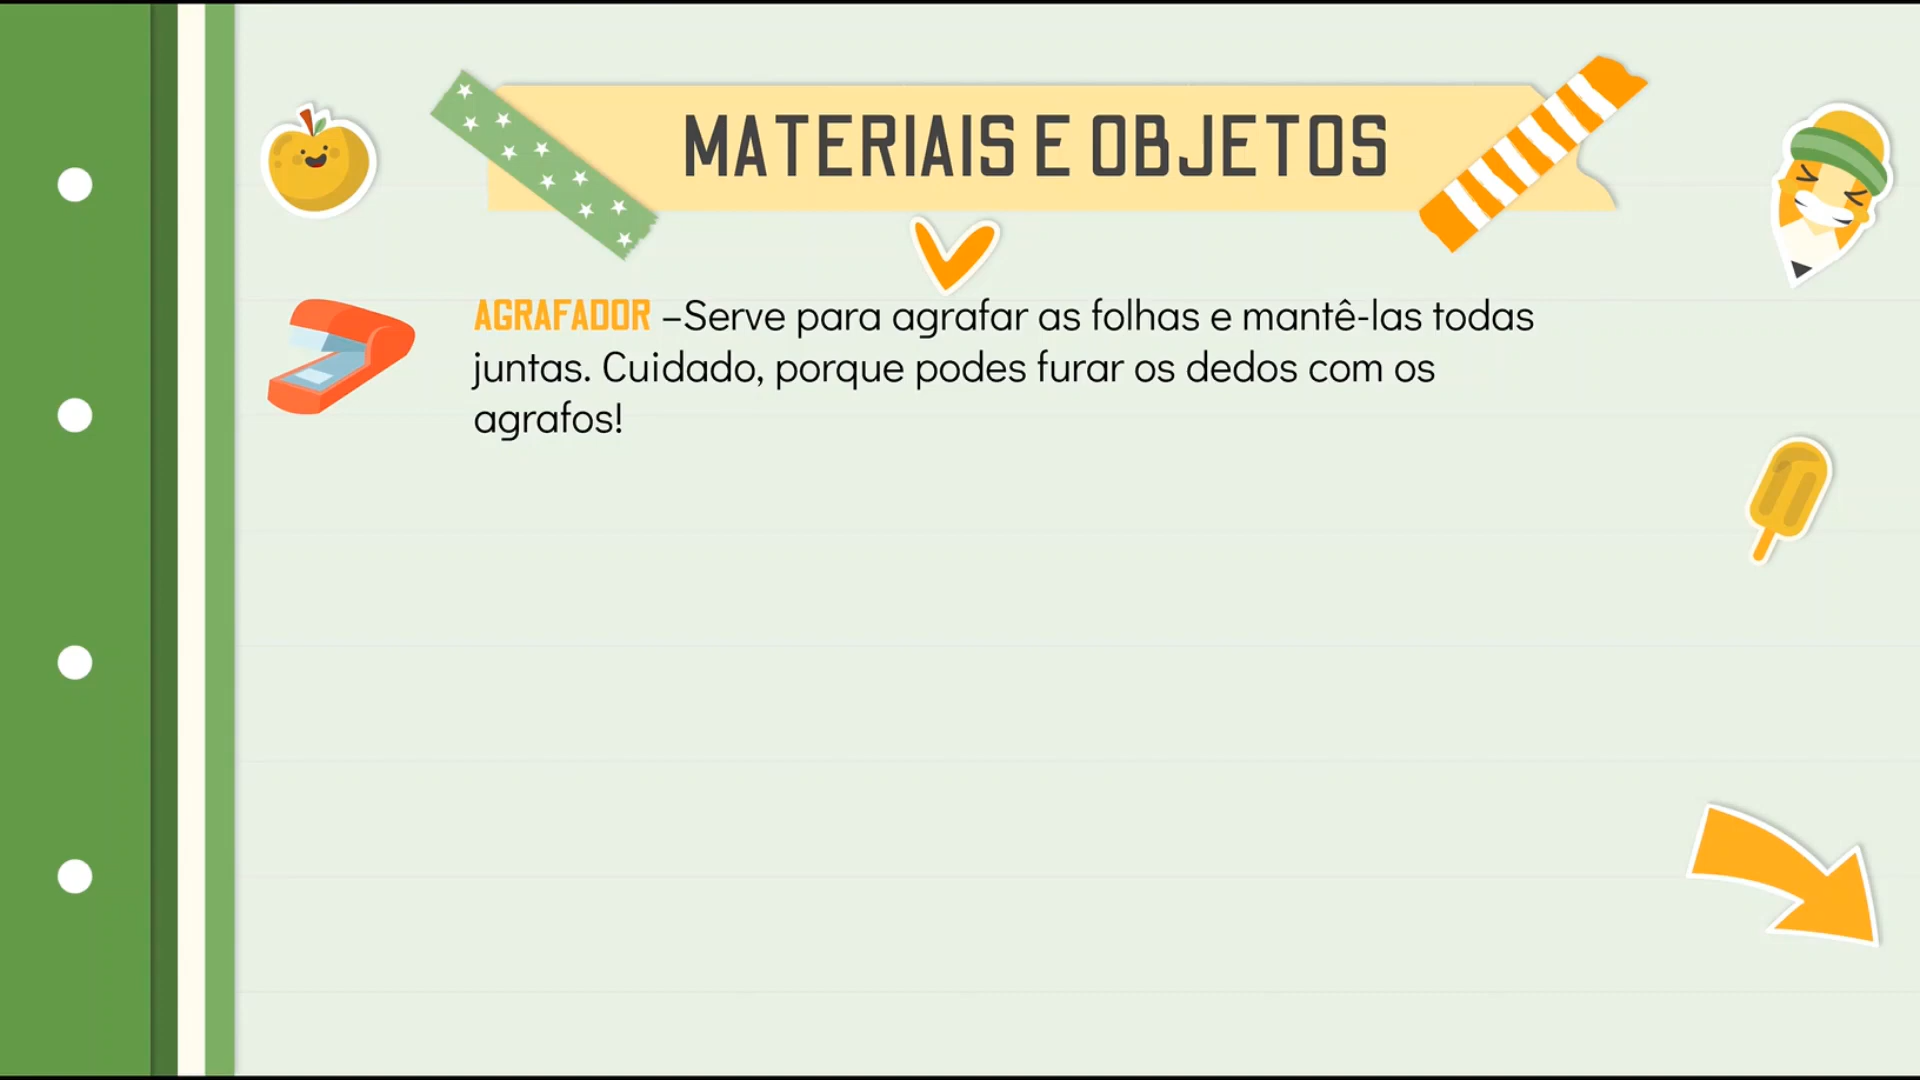 MATERIAIS E OBJETOS
AGRAFADOR –Serve para agrafar as folhas e mantê-las todas
juntas. Cuidado, porque podes furar os dedos com os
agrafos!